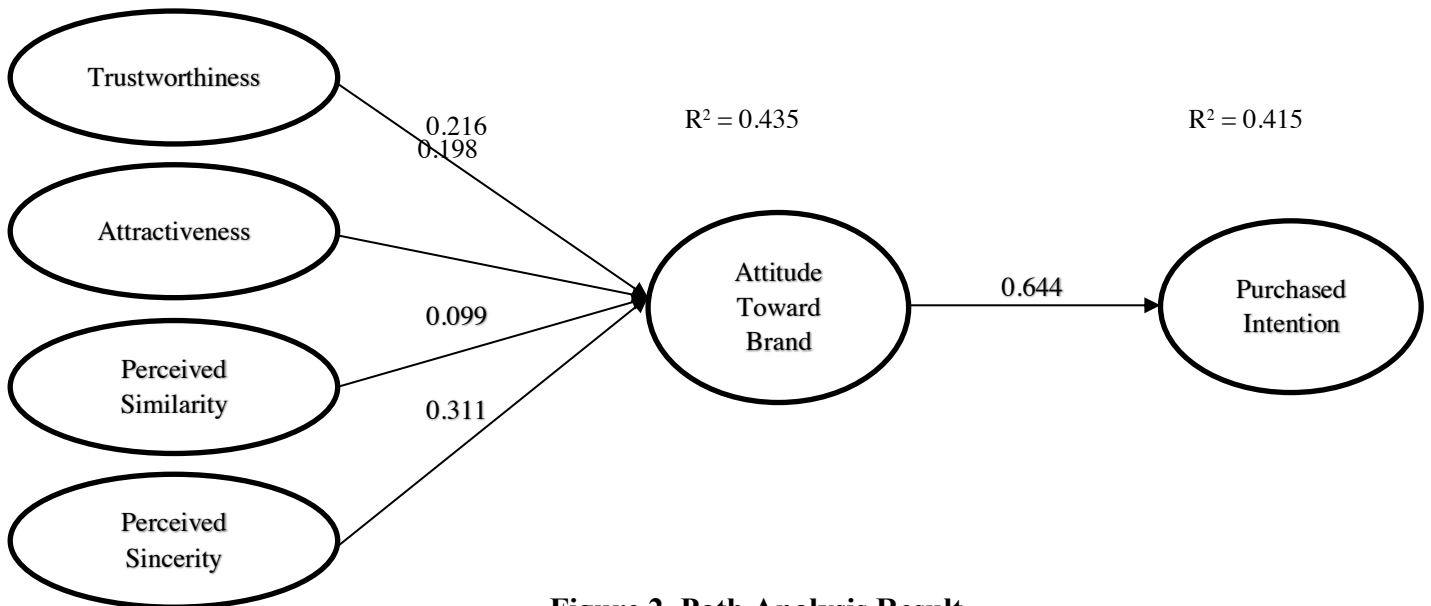 Trustworthiness
0.216
R² = 0.435
R² = 0.415
0.198
Attractiveness
Attitude
Toward
Brand
0.644
Purchased
Intention
0.099
Perceived
Similarity
0.311
Perceived
Sincerity
Figure 2. Path Analysis Result